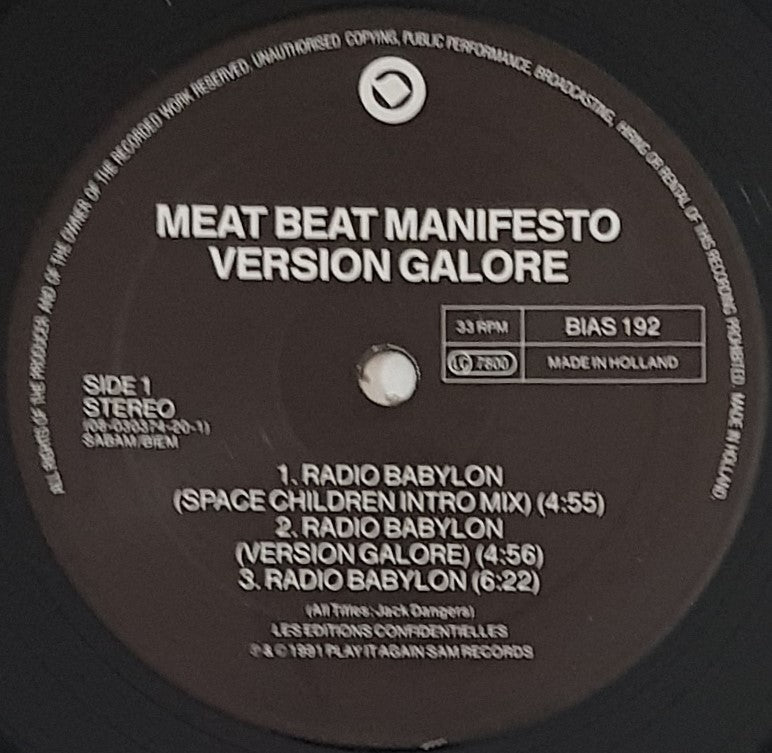 ALL RIGHTS OF THE PRODUCER AND OF THE OWNER OF THE RECORDED WORK RESERVED. UNAUTHORISED COPYING, PUBLIC PERFORMANCE, BROADCASTING, HIRING OR RENTAL OF THIS RECORDING PROHIBITED. MADE IN HOLLAND.
MEAT BEAT MANIFESTO
VERSION GALORE
33 RPM BIAS 192
LC 7800 MADE IN HOLLAND
SIDE 1
STEREO
(08-030374-20-1)
SABAM/BIEM
1. RADIO BABYLON
(SPACE CHILDREN INTRO MIX) (4:55)
2. RADIO BABYLON
(VERSION GALORE) (4:56)
3. RADIO BABYLON (6:22)
(All Titles: Jack Dangers)
LES EDITIONS CONFIDENTIELLES
℗ & © 1991 PLAY IT AGAIN SAM RECORDS